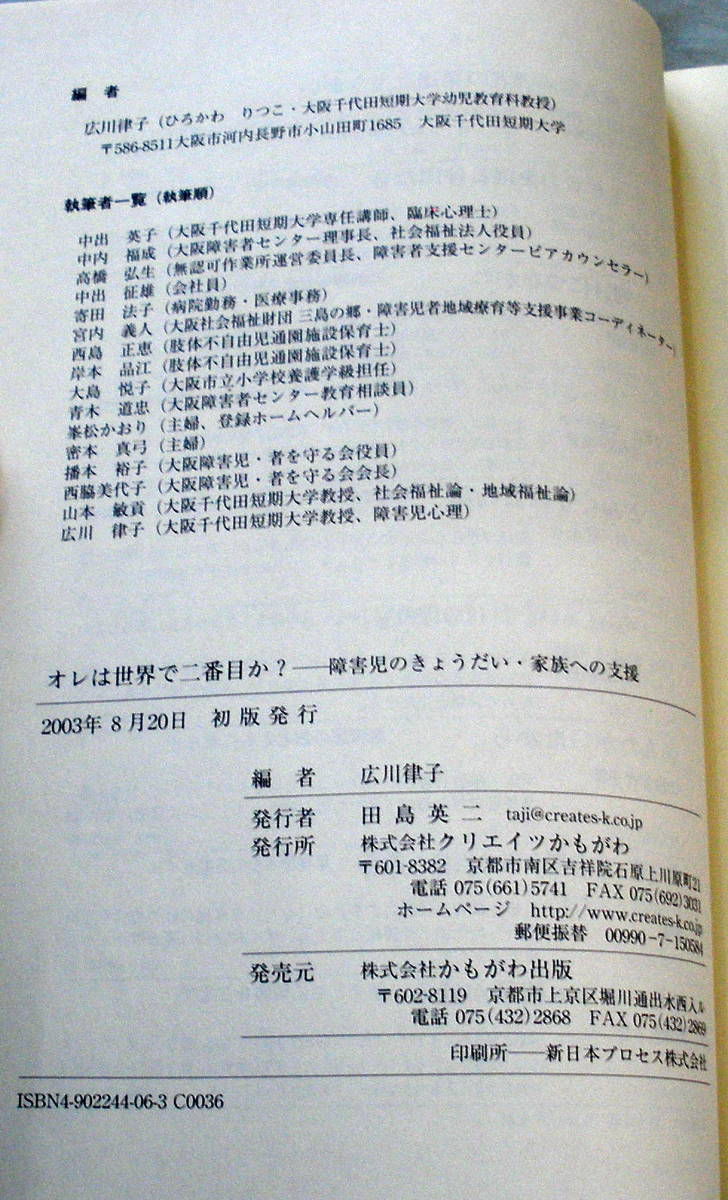 編　者
広川律子（ひろかわ　りつこ・大阪千代田短期大学幼児教育科教授）
〒586-8511大阪市河内長野市小山田町1685　大阪千代田短期大学
執筆者一覧（執筆順）
中出　英子（大阪千代田短期大学専任講師、臨床心理士）
中内　福成（大阪障害者センター理事長、社会福祉法人役員）
高橋　弘生（無認可作業所運営委員長、障害者支援センターピアカウンセラー）
中出　征雄（会社員）
寄田　法子（病院勤務・医療事務）
宮内　義人（大阪社会福祉財団 三島の郷・障害児者地域療育等支援事業コーディネーター）
西島　正恵（肢体不自由児通園施設保育士）
岸本　品江（肢体不自由児通園施設保育士）
大島　悦子（大阪市立小学校養護学級担任）
青木　道忠（大阪障害者センター教育相談員）
峯松かおり（主婦、登録ホームヘルパー）
密本　真弓（主婦）
播本　裕子（大阪障害児・者を守る会役員）
西脇美代子（大阪障害児・者を守る会会長）
山本　敏貢（大阪千代田短期大学教授、社会福祉論・地域福祉論）
広川　律子（大阪千代田短期大学教授、障害児心理）
オレは世界で二番目か？──障害児のきょうだい・家族への支援
2003年 8 月20日　初 版 発 行
編　者　広川律子
発行者　田 島 英 二　taji@creates-k.co.jp
発行所　株式会社クリエイツかもがわ
〒601-8382　京都市南区吉祥院石原上川原町21
電話 075(661)5741　FAX 075(692)3031
ホームページ　http://www.creates-k.co.jp
郵便振替　00990-7-150584
発売元　株式会社かもがわ出版
〒602-8119　京都市上京区堀川通出水西入ル
電話 075(432)2868　FAX 075(432)2869
印刷所──新日本プロセス株式会社
ISBN4-902244-06-3 C0036